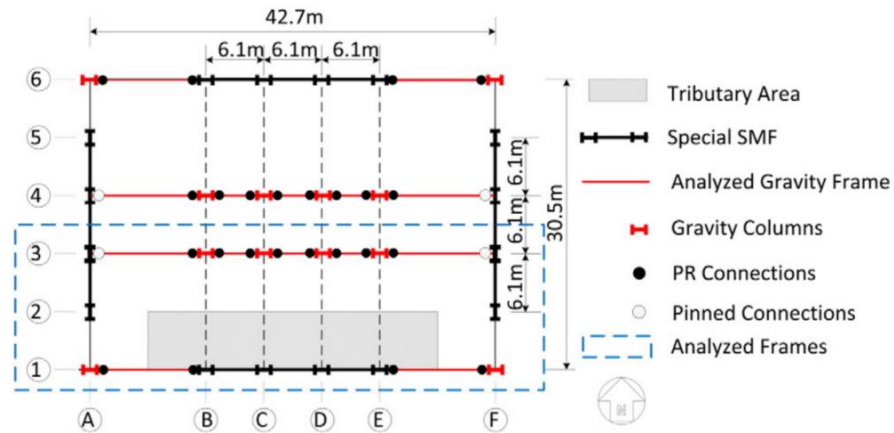 42.7m
6.1m 6.1m 6.1m
6
5
4
3
2
1
6.1m
6.1m
6.1m
30.5m
A B C D E F
Tributary Area
Special SMF
Analyzed Gravity Frame
Gravity Columns
PR Connections
Pinned Connections
Analyzed Frames
N